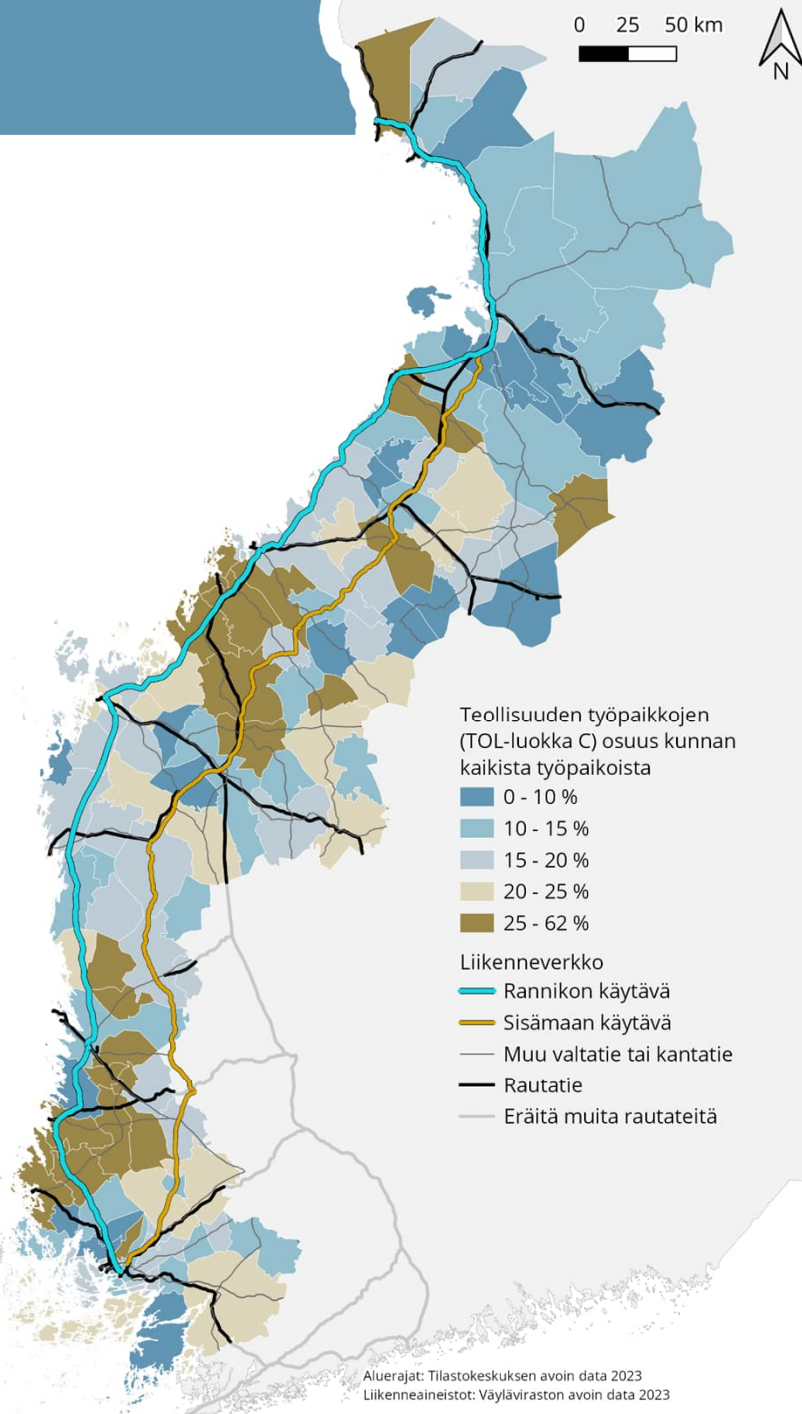 0 25 50 km
N
Teollisuuden työpaikkojen
(TOL-luokka C) osuus kunnan
kaikista työpaikoista
0 - 10 %
10 - 15 %
15 - 20 %
20 - 25 %
25 - 62 %
Liikenneverkko
Rannikon käytävä
Sisämaan käytävä
Muu valtatie tai kantatie
Rautatie
Eräitä muita rautateitä
Aluerajat: Tilastokeskuksen avoin data 2023
Liikenneaineistot: Väyläviraston avoin data 2023